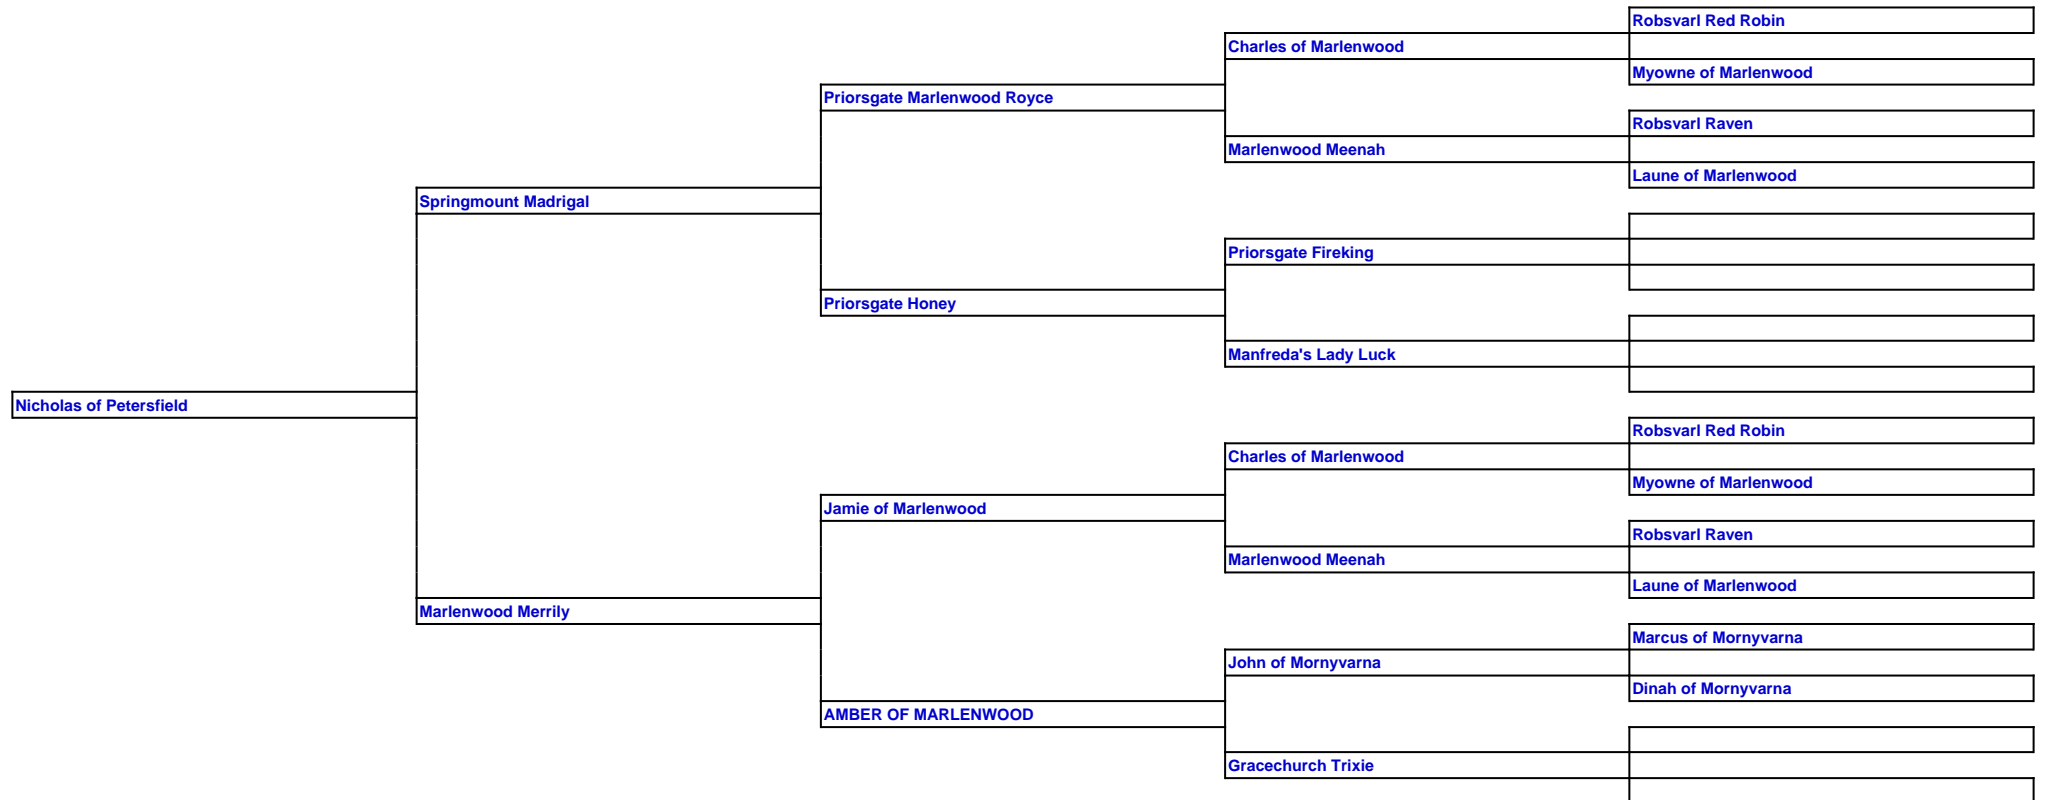 Robsvarl Red Robin
Charles of Marlenwood
Myowne of Marlenwood
Priorsgate Marlenwood Royce
Robsvarl Raven
Marlenwood Meenah
Laune of Marlenwood
Springmount Madrigal
Priorsgate Fireking
Priorsgate Honey
Manfreda's Lady Luck
Nicholas of Petersfield
Robsvarl Red Robin
Charles of Marlenwood
Myowne of Marlenwood
Jamie of Marlenwood
Robsvarl Raven
Marlenwood Meenah
Laune of Marlenwood
Marlenwood Merrily
Marcus of Mornyvarna
John of Mornyvarna
Dinah of Mornyvarna
AMBER OF MARLENWOOD
Gracechurch Trixie